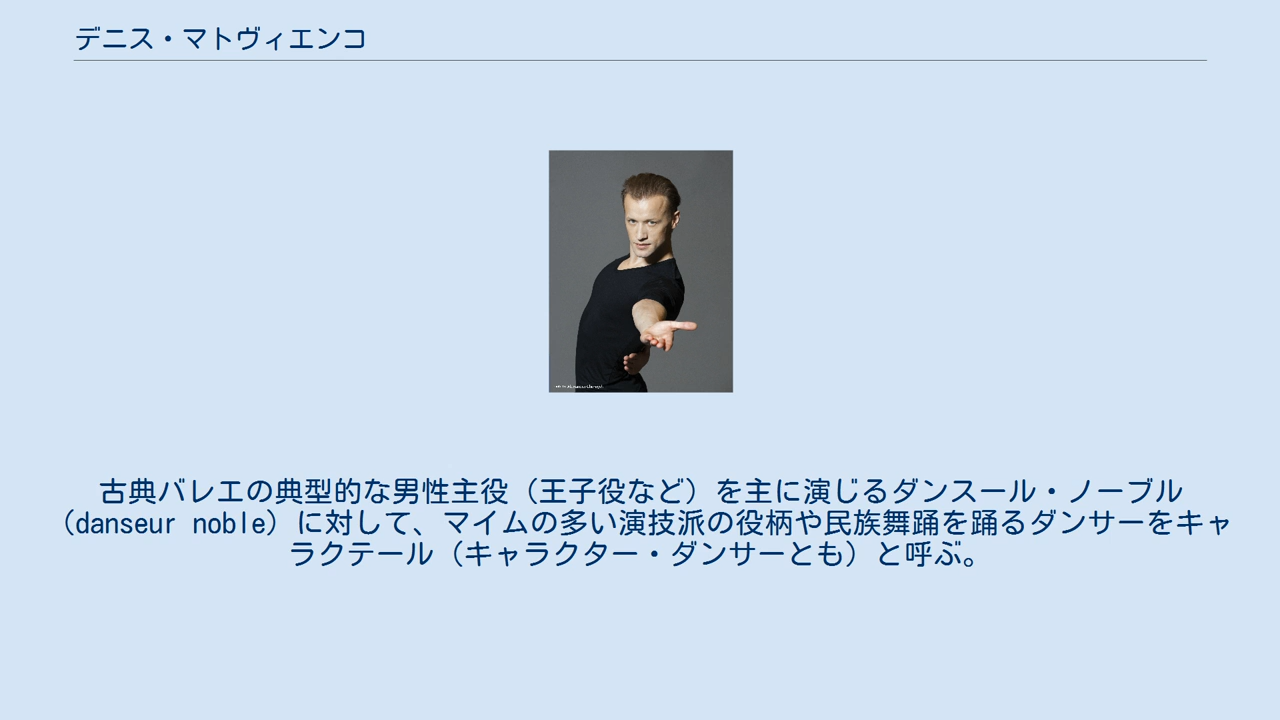 デニス・マトヴィエンコ
古典バレエの典型的な男性主役（王子役など）を主に演じるダンスール・ノーブル
（danseur noble）に対して、マイムの多い演技派の役柄や民族舞踊を踊るダンサーをキャ
ラクテール（キャラクター・ダンサーとも）と呼ぶ。